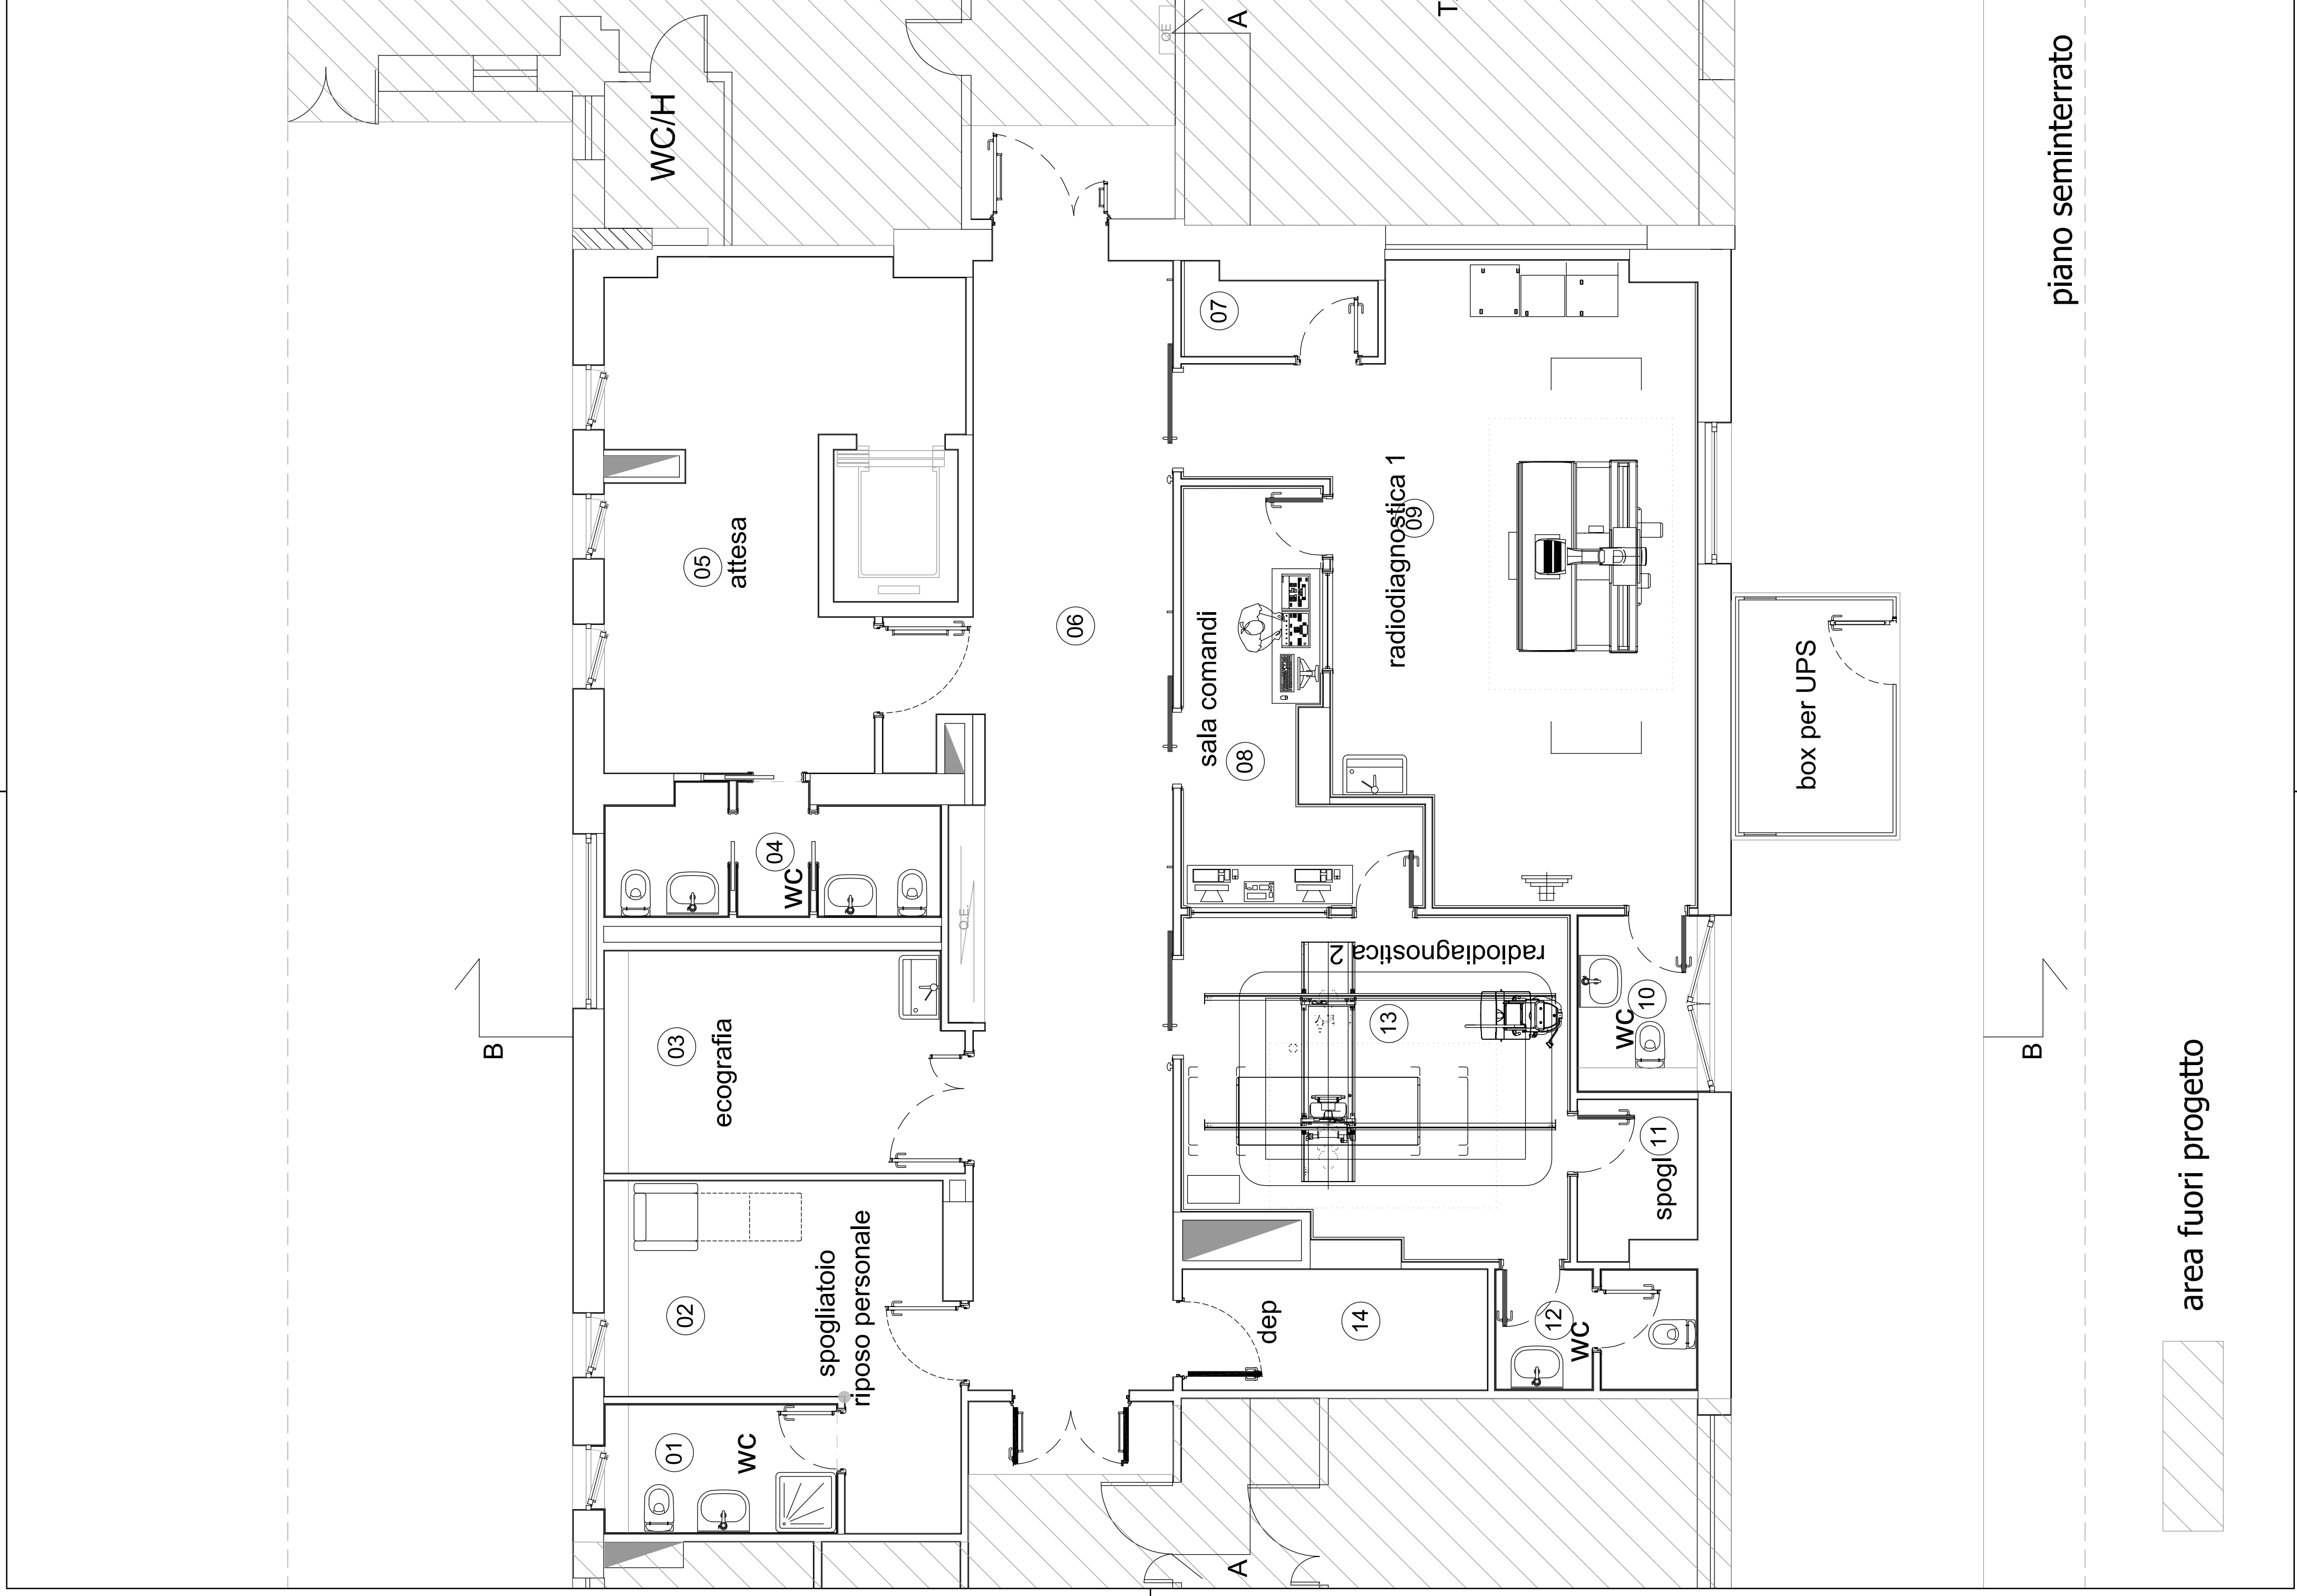 piano seminterrato
area fuori progetto
WC/H
Q.E.
A
T
05
attesa
04
WC
Q.E.
03
ecografia
02
spogliatoio
riposo personale
01
WC
06
07
radiodiagnostica 1
09
sala comandi
08
box per UPS
radiodiagnostica 2
13
10
WC
11
spogl
12
WC
dep
14
B
B
A